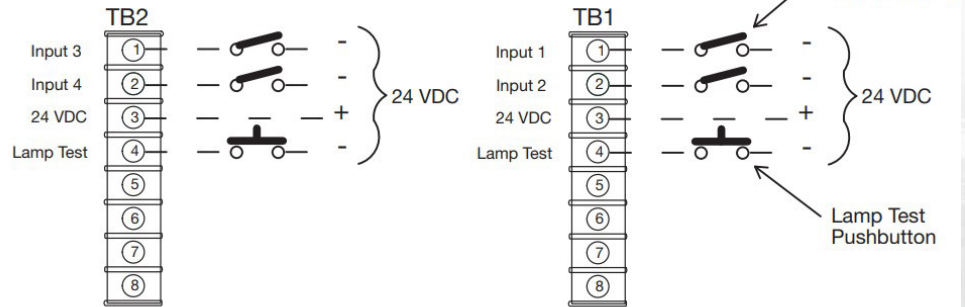 TB2
Input 3 1 -
Input 4 2 -
24 VDC 3 +
Lamp Test 4 -
5
6
7
8
24 VDC
TB1
Input 1 1 -
Input 2 2 -
24 VDC 3 +
Lamp Test 4 -
5
6
7
8
24 VDC
Lamp Test
Pushbutton